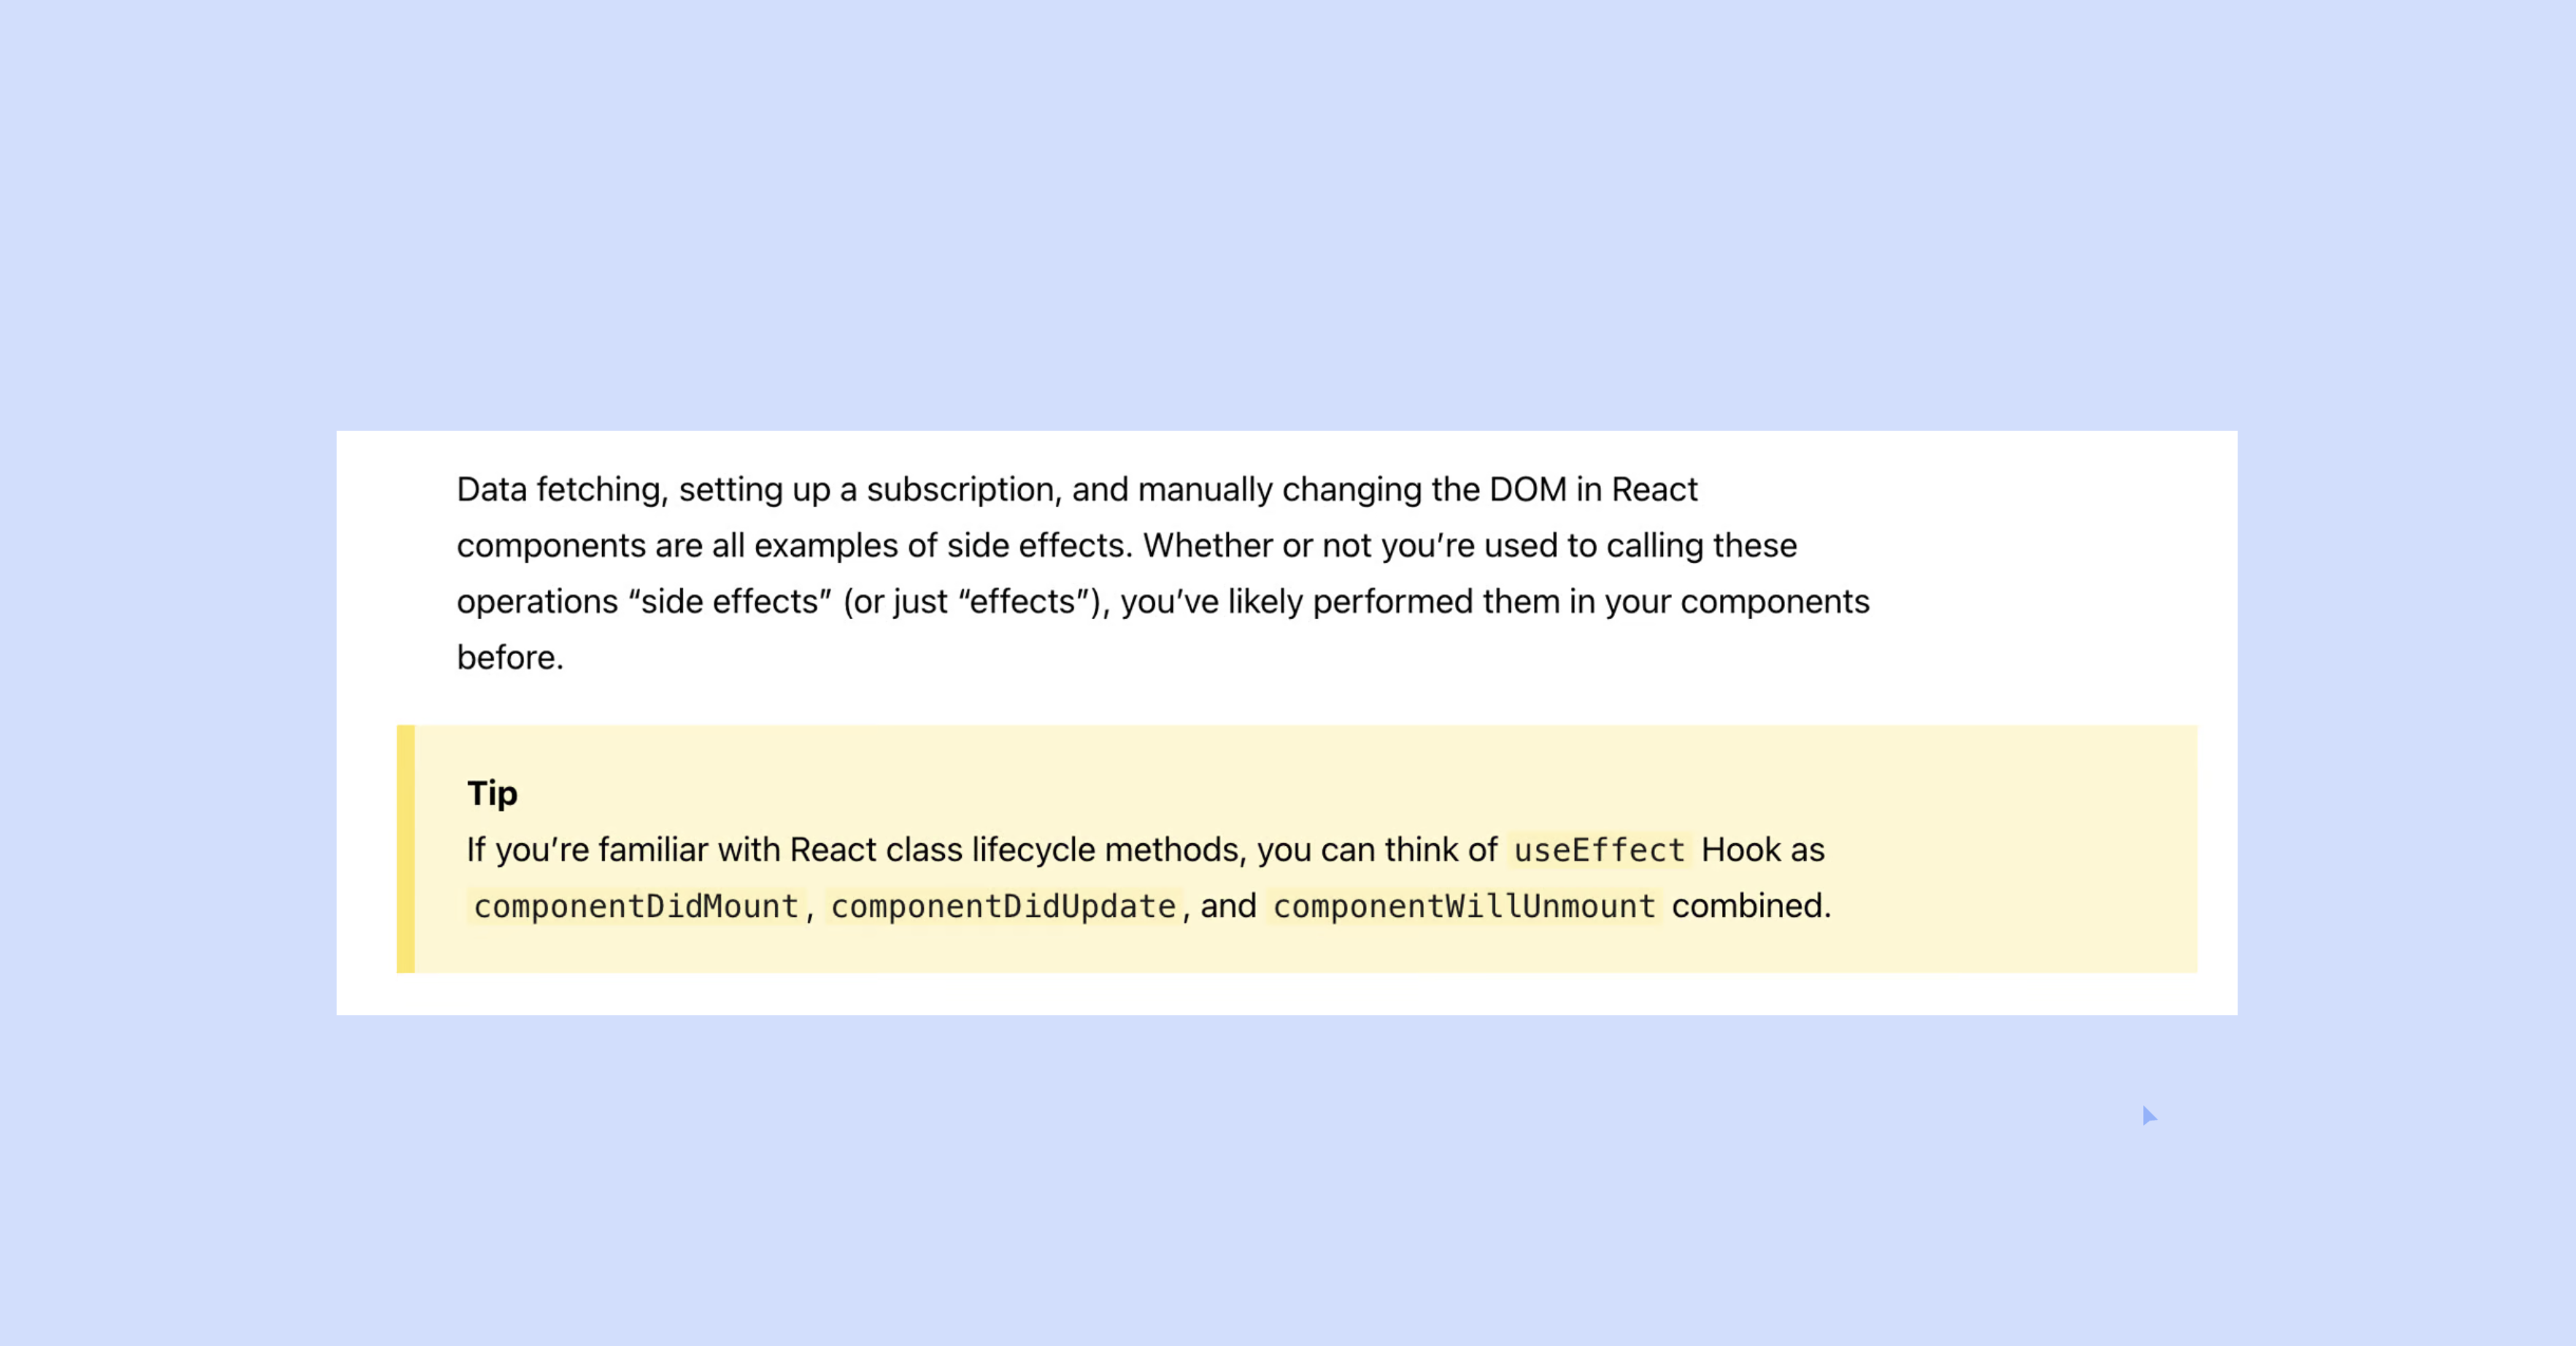 Data fetching, setting up a subscription, and manually changing the DOM in React
components are all examples of side effects. Whether or not you’re used to calling these
operations “side effects” (or just “effects”), you’ve likely performed them in your components
before.
Tip
If you’re familiar with React class lifecycle methods, you can think of useEffect Hook as
componentDidMount, componentDidUpdate, and componentWillUnmount combined.